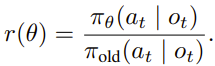 r(θ) = π_θ(a_t | o_t) / π_old(a_t | o_t).